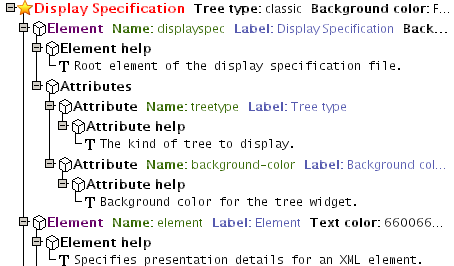 Display Specification Tree type: classic Background color: F...
Element Name: displayspec Label: Display Specification Back...
Element help
T Root element of the display specification file.
Attributes
Attribute Name: treetype Label: Tree type
Attribute help
T The kind of tree to display.
Attribute Name: background-color Label: Background col...
Attribute help
T Background color for the tree widget.
Element Name: element Label: Element Text color: 660066...
Element help
T Specifies presentation details for an XML element.